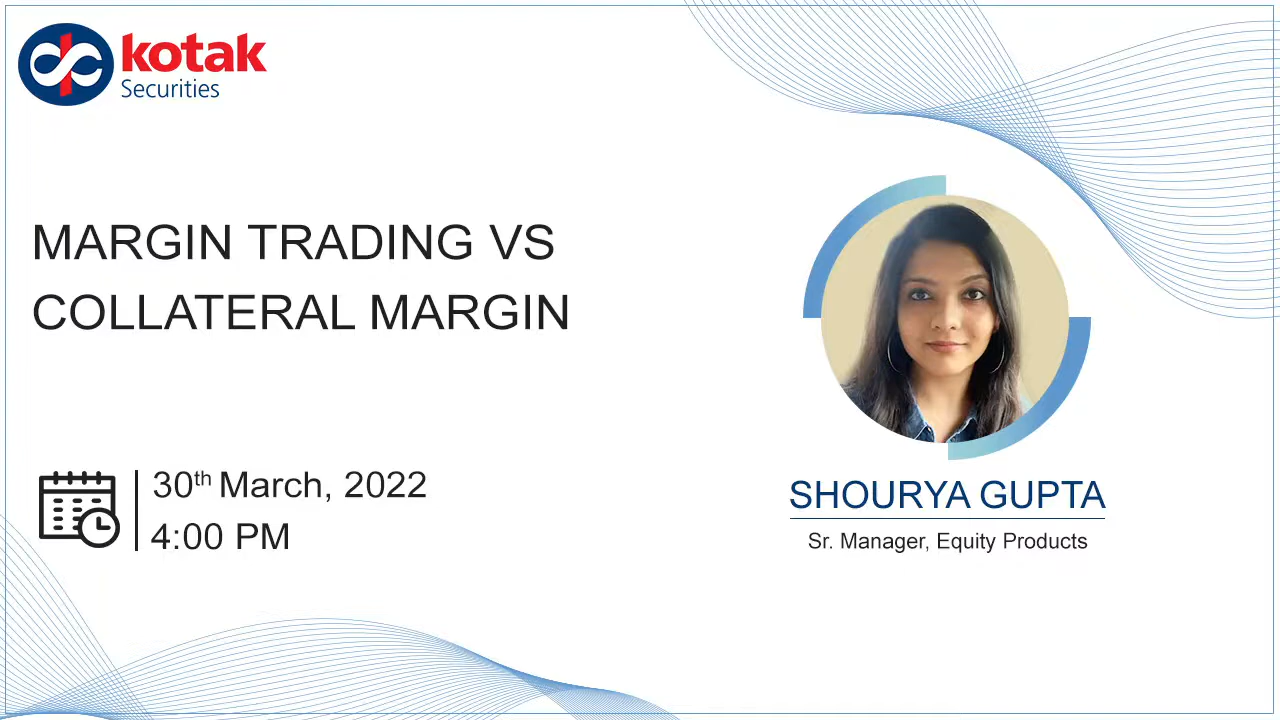 kotak
Securities
MARGIN TRADING VS
COLLATERAL MARGIN
30th March, 2022
4:00 PM
SHOURYA GUPTA
Sr. Manager, Equity Products